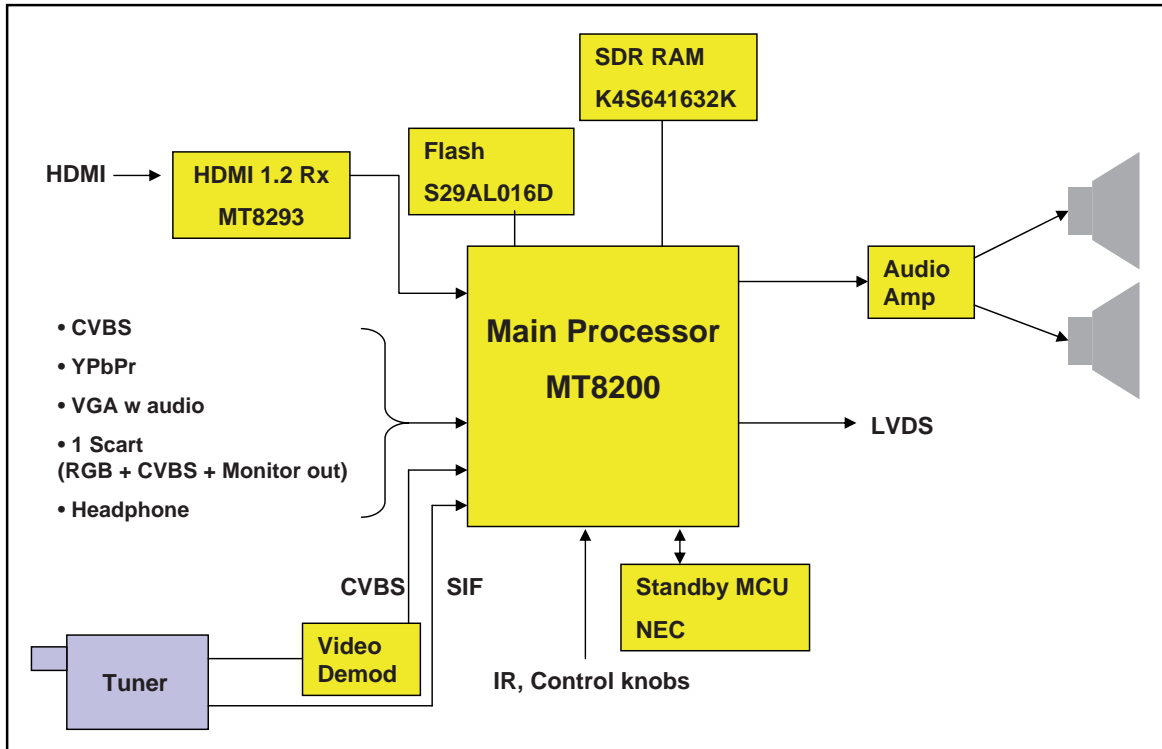 SDR RAM
K4S641632K
Flash
S29AL016D
HDMI
HDMI 1.2 Rx
MT8293
Audio
Amp
Main Processor
MT8200
• CVBS
• YPbPr
• VGA w audio
• 1 Scart
(RGB + CVBS + Monitor out)
• Headphone
LVDS
CVBS
SIF
Standby MCU
NEC
Video
Demod
Tuner
IR, Control knobs